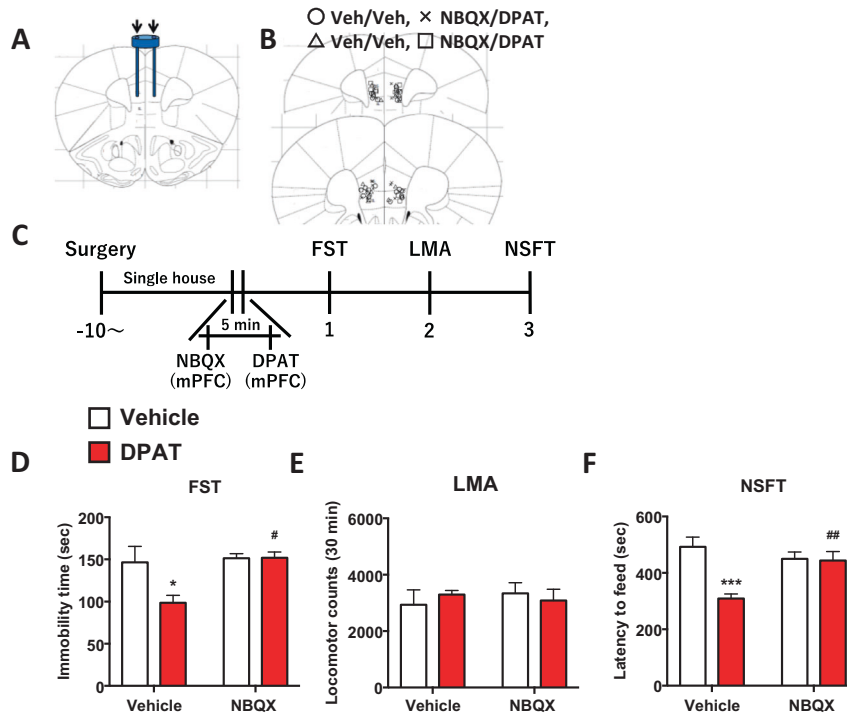 A
B
○ Veh/Veh, × NBQX/DPAT,
△ Veh/Veh, □ NBQX/DPAT
C
Surgery
FST
LMA
NSFT
Single house
-10～
5 min
1
2
3
NBQX
(mPFC)
DPAT
(mPFC)
Vehicle
DPAT
D
E
F
FST
LMA
NSFT
Immobility time (sec)
200
150
100
50
0
*
#
Vehicle
NBQX
Locomotor counts (30 min)
6000
4000
2000
0
Vehicle
NBQX
Latency to feed (sec)
600
400
200
0
***
##
Vehicle
NBQX